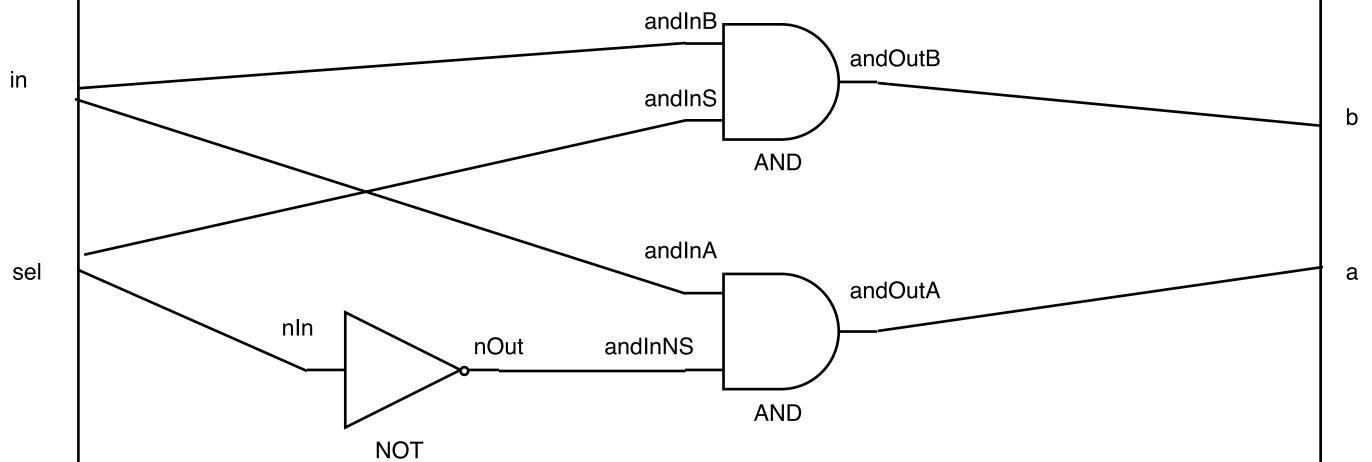 andInB
andOutB
in
andInS
b
AND
andInA
sel
a
andOutA
nIn
nOut
andInNS
AND
NOT